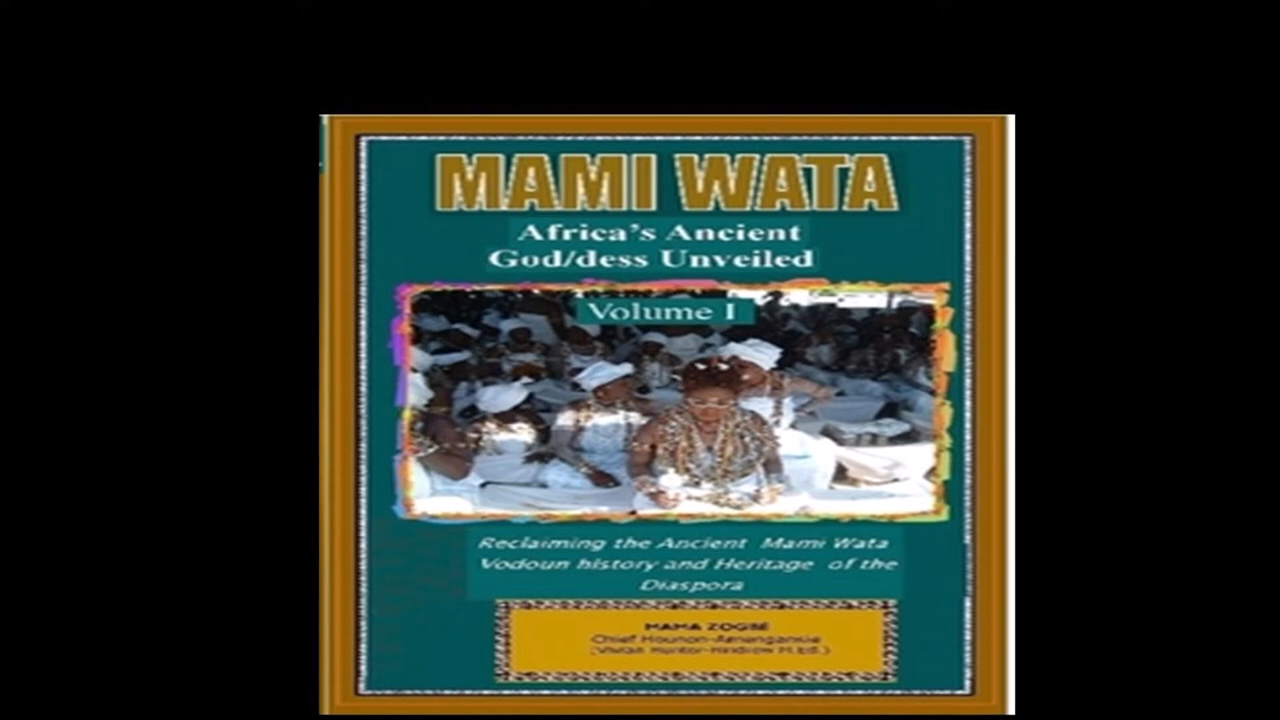 MAMI WATA
Africa's Ancient
God/dess Unveiled
Volume I
Reclaiming the Ancient Mami Wata
Vodoun history and Heritage of the
Diaspora
MAMA ZOGBÉ
Chief Hounon-Amengansie
(Vivian Hunter-Hindrew M.Ed.)